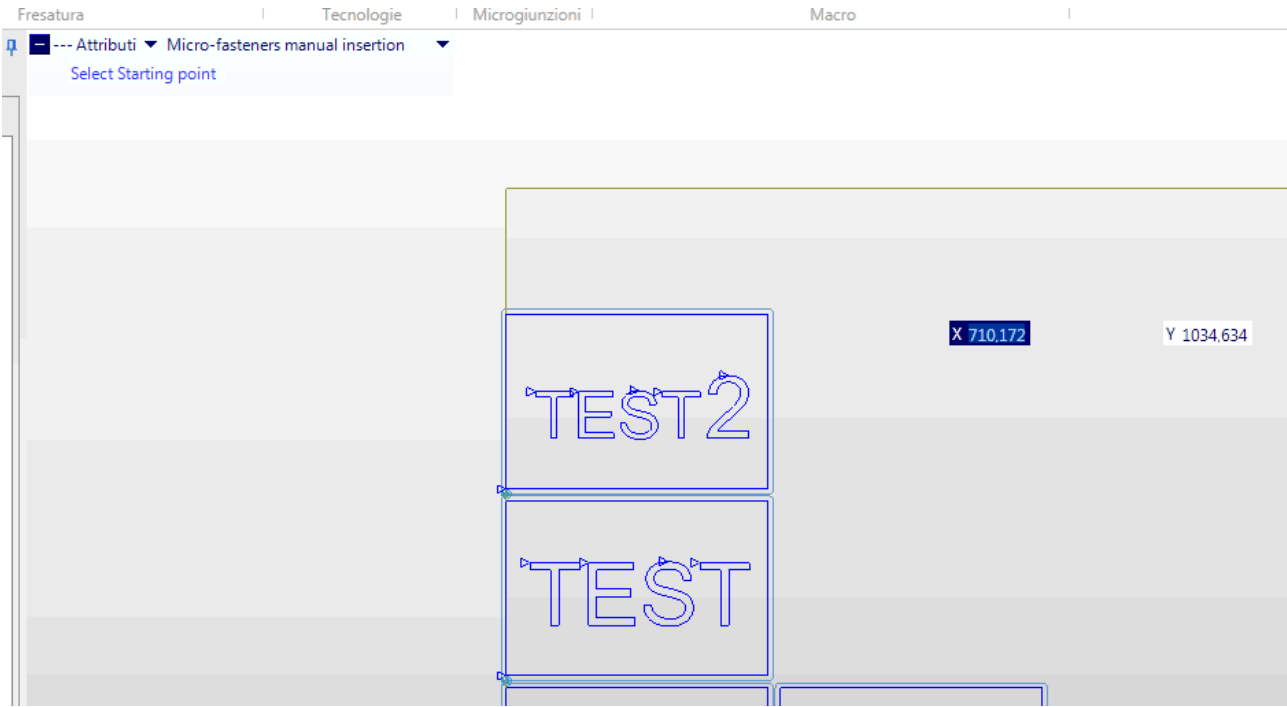 Fresatura Tecnologie Microgiunzioni Macro
--- Attributi Micro-fasteners manual insertion
Select Starting point
X 710,172 Y 1034,634
TEST2
TEST